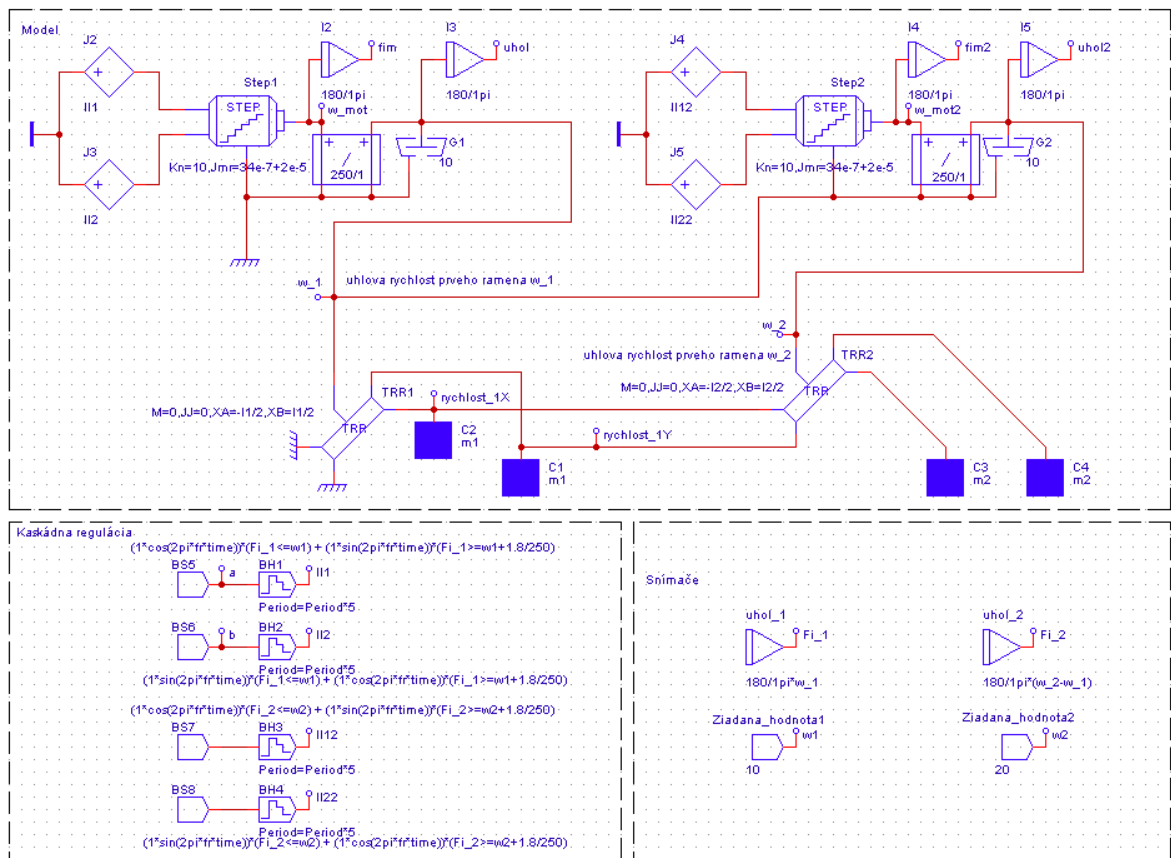 Model
J2
II1
J3
II2
Step1
STEP
Kn=10,Jmr=34e-7+2e-5
I2
fim
180/1pi
w_mot
+ +
/
250/1
I3
uhol
180/1pi
G1
10
J4
II12
J5
II22
Step2
STEP
Kn=10,Jmr=34e-7+2e-5
I4
fim2
180/1pi
w_mot2
+ +
/
250/1
I5
uhol2
180/1pi
G2
10
w_1
uhlova rychlost prveho ramena w_1
w_2
uhlova rychlost prveho ramena w_2
TRR1
TRR
M=0,JJ=0,XA=-l1/2,XB=l1/2
rychlost_1X
C2
m1
rychlost_1Y
C1
m1
TRR2
TRR
M=0,JJ=0,XA=-l2/2,XB=l2/2
C3
m2
C4
m2
Kaskádna regulácia
(1*cos(2pi*fr*time))*(Fi_1<=w1) + (1*sin(2pi*fr*time))*(Fi_1>=w1+1.8/250)
BS5
a
BH1
II1
Period=Period*5
BS6
b
BH2
II2
Period=Period*5
(1*sin(2pi*fr*time))*(Fi_1<=w1) + (1*cos(2pi*fr*time))*(Fi_1>=w1+1.8/250)
(1*cos(2pi*fr*time))*(Fi_2<=w2) + (1*sin(2pi*fr*time))*(Fi_2>=w2+1.8/250)
BS7
BH3
II12
Period=Period*5
BS8
BH4
II22
Period=Period*5
(1*sin(2pi*fr*time))*(Fi_2<=w2) + (1*cos(2pi*fr*time))*(Fi_2>=w2+1.8/250)
Snímače
uhol_1
Fi_1
180/1pi*w_1
uhol_2
Fi_2
180/1pi*(w_2-w_1)
Ziadana_hodnota1
w1
10
Ziadana_hodnota2
w2
20